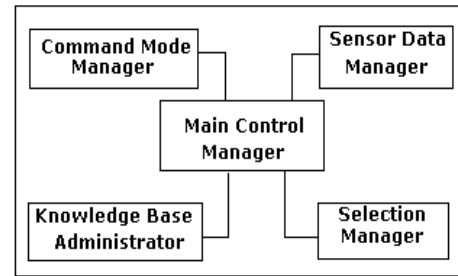 Command Mode
Manager
Sensor Data
Manager
Main Control
Manager
Knowledge Base
Administrator
Selection
Manager